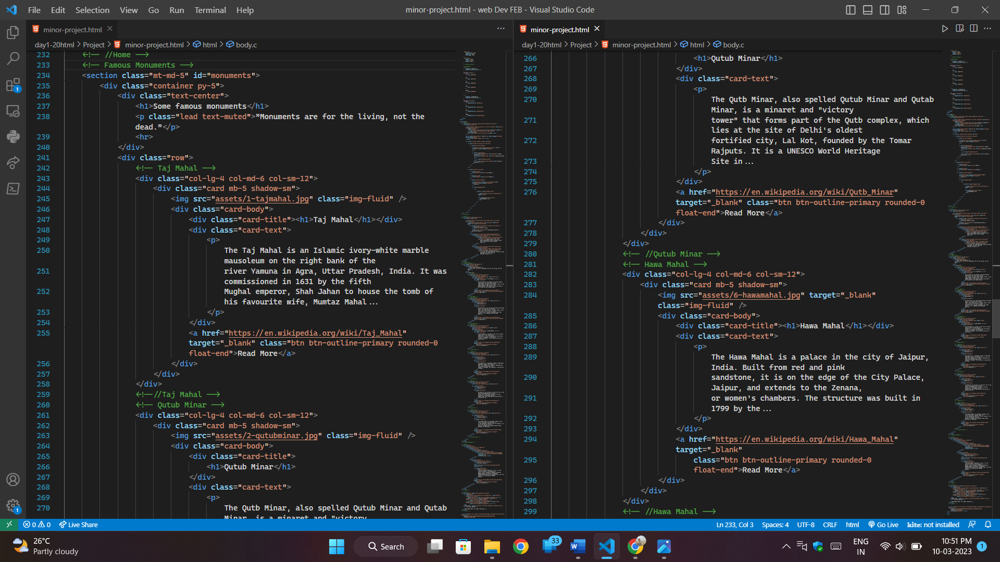 File Edit Selection View Go Run Terminal Help
minor-project.html - web Dev FEB - Visual Studio Code
minor-project.html
day1-20html > Project > minor-project.html > html > body.c
232 <!-- //Home -->
233 <!-- Famous Monuments -->
234 <section class="mt-md-5" id="monuments">
235 <div class="container py-5">
236 <div class="text-center">
237 <h1>Some famous monuments</h1>
238 <p class="lead text-muted">”Monuments are for the living, not the
dead.”</p>
239 <hr>
240 </div>
241 <div class="row">
242 <!-- Taj Mahal -->
243 <div class="col-lg-4 col-md-6 col-sm-12">
244 <div class="card mb-5 shadow-sm">
245 <img src="assets/1-tajmahal.jpg" class="img-fluid" />
246 <div class="card-body">
247 <div class="card-title"><h1>Taj Mahal</h1></div>
248 <div class="card-text">
249 <p>
250 The Taj Mahal is an Islamic ivory-white marble
mausoleum on the right bank of the
251 river Yamuna in Agra, Uttar Pradesh, India. It was
commissioned in 1631 by the fifth
252 Mughal emperor, Shah Jahan to house the tomb of
his favourite wife, Mumtaz Mahal...
253 </p>
254 </div>
255 <a href="https://en.wikipedia.org/wiki/Taj_Mahal"
target="_blank" class="btn btn-outline-primary rounded-0
float-end">Read More</a>
256 </div>
257 </div>
258 </div>
259 <!--//Taj Mahal -->
260 <!-- Qutub Minar -->
261 <div class="col-lg-4 col-md-6 col-sm-12">
262 <div class="card mb-5 shadow-sm">
263 <img src="assets/2-qutubminar.jpg" class="img-fluid" />
264 <div class="card-body">
265 <div class="card-title">
266 <h1>Qutub Minar</h1>
267 </div>
268 <div class="card-text">
269 <p>
270 The Qutb Minar, also spelled Qutub Minar and Qutab
Minar, is a minaret and "victory
minor-project.html
day1-20html > Project > minor-project.html > html > body.c
266 <h1>Qutub Minar</h1>
267 </div>
268 <div class="card-text">
269 <p>
270 The Qutb Minar, also spelled Qutub Minar and Qutab
Minar, is a minaret and "victory
271 tower" that forms part of the Qutb complex, which
lies at the site of Delhi's oldest
272 fortified city, Lal Kot, founded by the Tomar
Rajputs. It is a UNESCO World Heritage
273 Site in...
274 </p>
275 </div>
276 <a href="https://en.wikipedia.org/wiki/Qutb_Minar"
target="_blank" class="btn btn-outline-primary rounded-0
float-end">Read More</a>
277 </div>
278 </div>
279 </div>
280 <!-- //Qutub Minar -->
281 <!-- Hawa Mahal -->
282 <div class="col-lg-4 col-md-6 col-sm-12">
283 <div class="card mb-5 shadow-sm">
284 <img src="assets/6-hawamahal.jpg" target="_blank"
class="img-fluid" />
285 <div class="card-body">
286 <div class="card-title"><h1>Hawa Mahal</h1></div>
287 <div class="card-text">
288 <p>
289 The Hawa Mahal is a palace in the city of Jaipur,
India. Built from red and pink
290 sandstone, it is on the edge of the City Palace,
Jaipur, and extends to the Zenana,
291 or women's chambers. The structure was built in
1799 by the...
292 </p>
293 </div>
294 <a href="https://en.wikipedia.org/wiki/Hawa_Mahal"
target="_blank"
295 class="btn btn-outline-primary rounded-0
float-end">Read More</a>
296 </div>
297 </div>
298 </div>
299 <!-- //Hawa Mahal -->
1
1
0 0 Live Share
Ln 233, Col 3 Spaces: 4 UTF-8 CRLF html Go Live kite: not installed
26°C
Partly cloudy
Search
33
ENG
IN
10:51 PM
10-03-2023
1